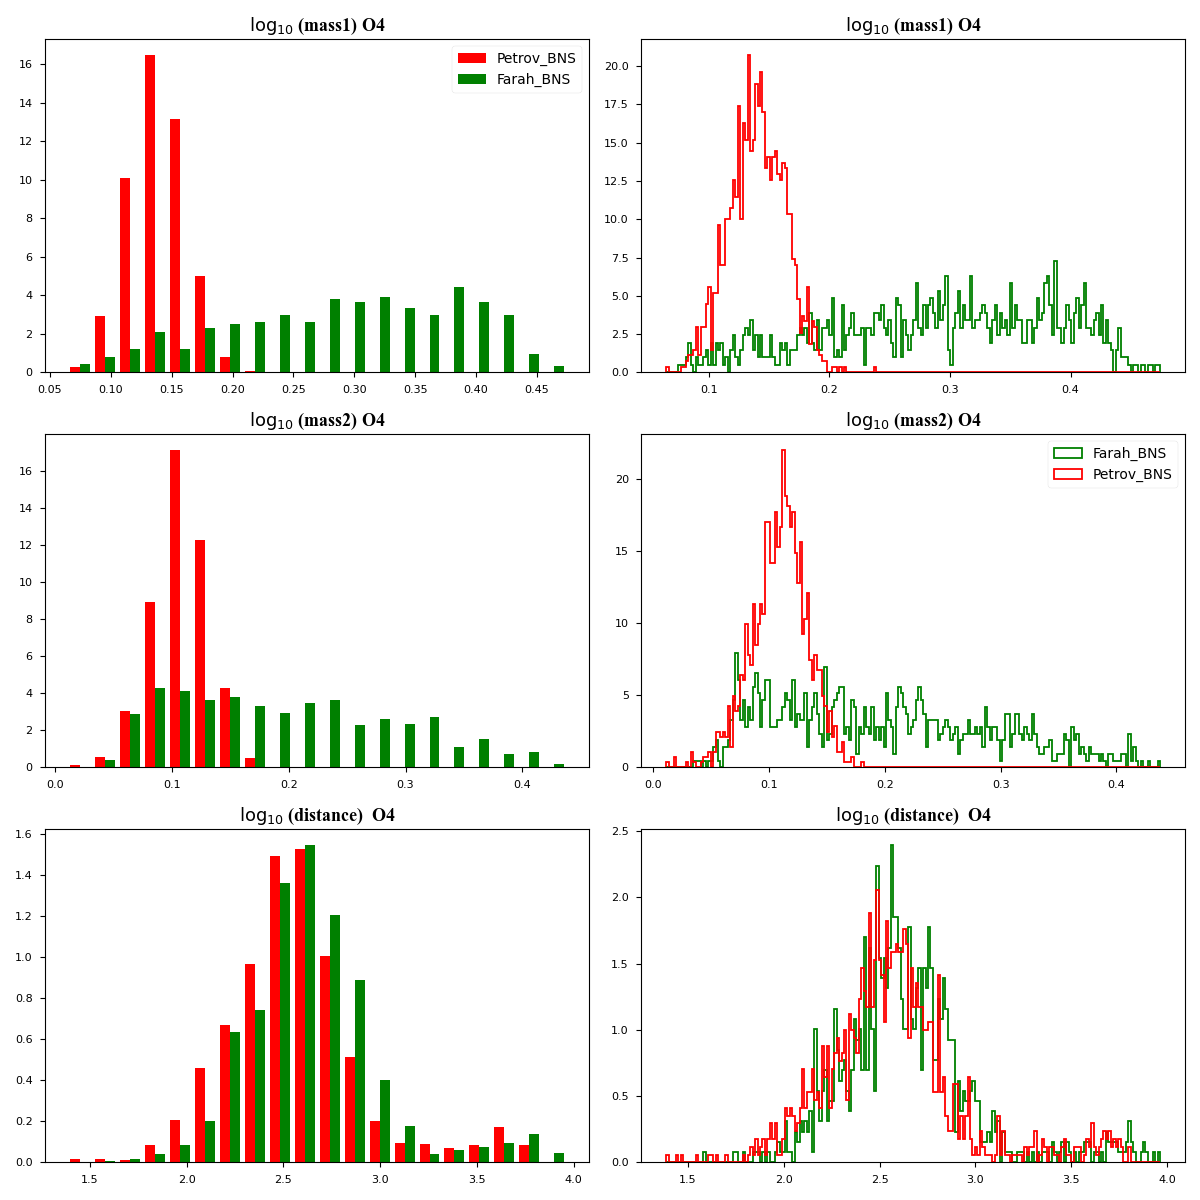 log10 (mass1) O4
16
14
12
10
8
6
4
2
0
0.05 0.10 0.15 0.20 0.25 0.30 0.35 0.40 0.45
Petrov_BNS
Farah_BNS
log10 (mass1) O4
20.0
17.5
15.0
12.5
10.0
7.5
5.0
2.5
0.0
0.1 0.2 0.3 0.4
log10 (mass2) O4
16
14
12
10
8
6
4
2
0
0.0 0.1 0.2 0.3 0.4
log10 (mass2) O4
20
15
10
5
0
0.0 0.1 0.2 0.3 0.4
Farah_BNS
Petrov_BNS
log10 (distance) O4
1.6
1.4
1.2
1.0
0.8
0.6
0.4
0.2
0.0
1.5 2.0 2.5 3.0 3.5 4.0
log10 (distance) O4
2.5
2.0
1.5
1.0
0.5
0.0
1.5 2.0 2.5 3.0 3.5 4.0